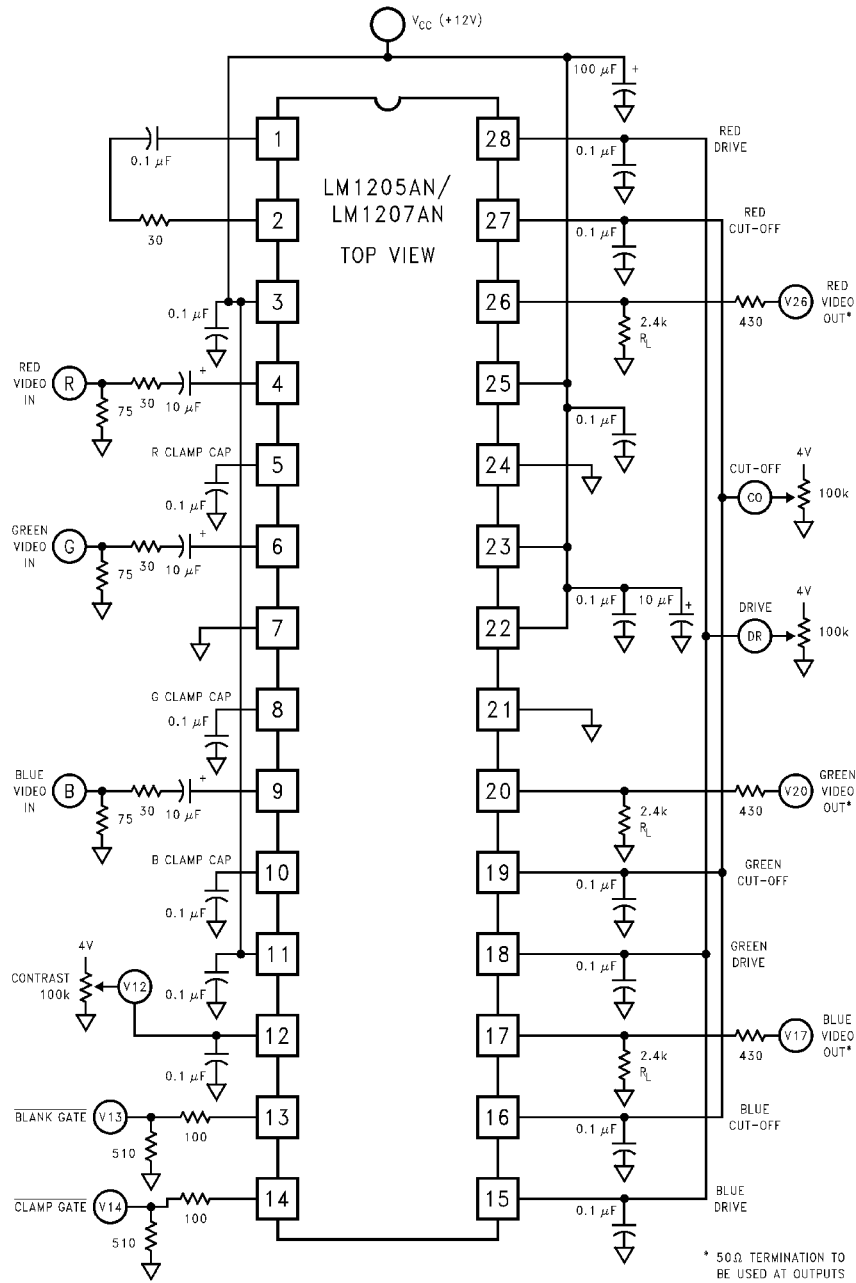 VCC (+12V)
100 μF +
0.1 μF
1
28
0.1 μF
RED
DRIVE
LM1205AN/
LM1207AN
TOP VIEW
30
2
27
0.1 μF
RED
CUT-OFF
0.1 μF
3
26
2.4k
RL
430
V26
RED
VIDEO
OUT*
RED
VIDEO
IN
R
75
30
10 μF
+
4
25
0.1 μF
R CLAMP CAP
0.1 μF
5
24
CUT-OFF
CO
4V
100k
GREEN
VIDEO
IN
G
75
30
10 μF
+
6
23
7
22
0.1 μF
10 μF
+
DRIVE
DR
4V
100k
G CLAMP CAP
0.1 μF
8
21
BLUE
VIDEO
IN
B
75
30
10 μF
+
9
20
2.4k
RL
430
V20
GREEN
VIDEO
OUT*
B CLAMP CAP
0.1 μF
10
19
0.1 μF
GREEN
CUT-OFF
0.1 μF
11
18
0.1 μF
GREEN
DRIVE
4V
CONTRAST
100k
V12
0.1 μF
12
17
2.4k
RL
430
V17
BLUE
VIDEO
OUT*
BLANK GATE
V13
510
100
13
16
0.1 μF
BLUE
CUT-OFF
CLAMP GATE
V14
510
100
14
15
0.1 μF
BLUE
DRIVE
* 50Ω TERMINATION TO
BE USED AT OUTPUTS